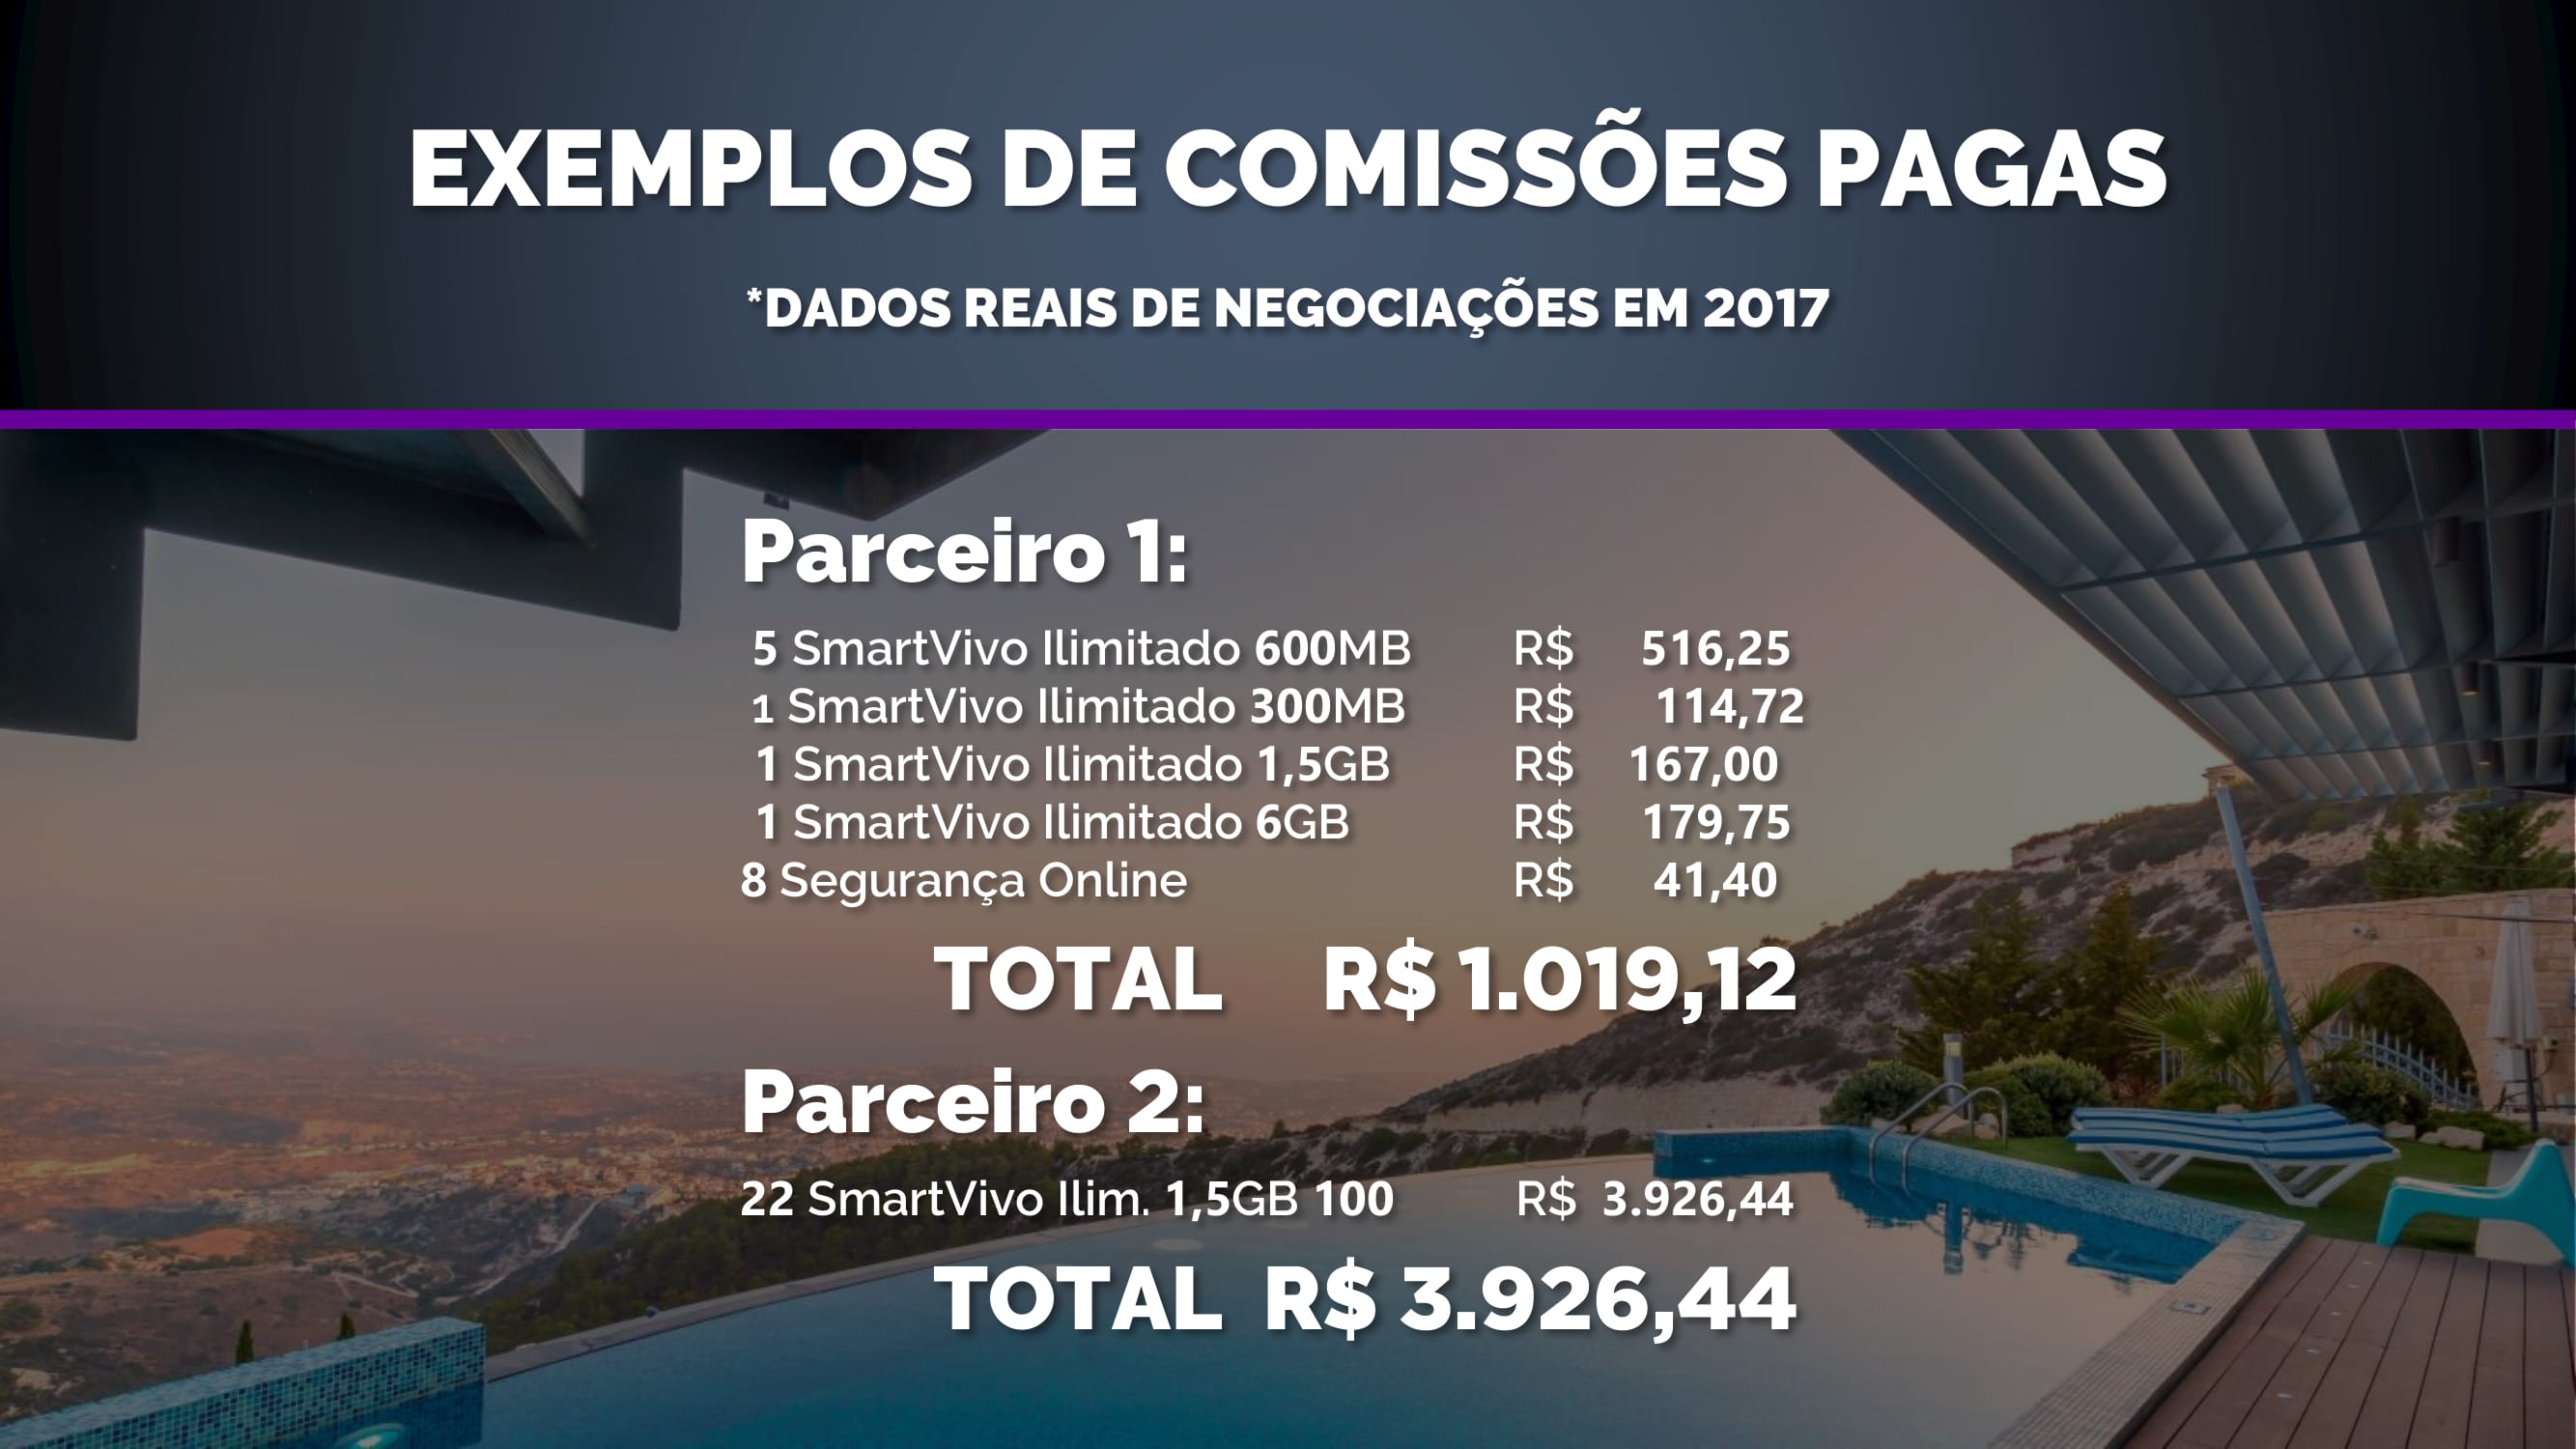 EXEMPLOS DE COMISSÕES PAGAS
*DADOS REAIS DE NEGOCIAÇÕES EM 2017
Parceiro 1:
5 SmartVivo Ilimitado 600MB R$ 516,25
1 SmartVivo Ilimitado 300MB R$ 114,72
1 SmartVivo Ilimitado 1,5GB R$ 167,00
1 SmartVivo Ilimitado 6GB R$ 179,75
8 Segurança Online R$ 41,40
TOTAL R$ 1.019,12
Parceiro 2:
22 SmartVivo Ilim. 1,5GB 100 R$ 3.926,44
TOTAL R$ 3.926,44